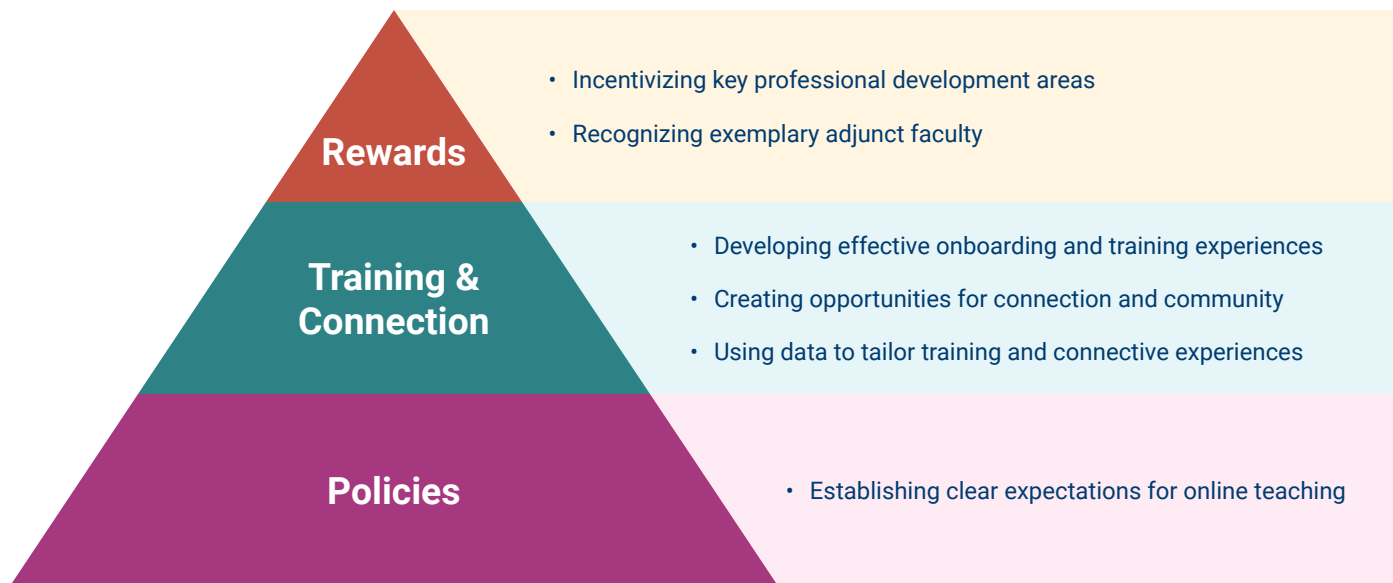 Rewards
• Incentivizing key professional development areas
• Recognizing exemplary adjunct faculty
Training &
Connection
• Developing effective onboarding and training experiences
• Creating opportunities for connection and community
• Using data to tailor training and connective experiences
Policies
• Establishing clear expectations for online teaching